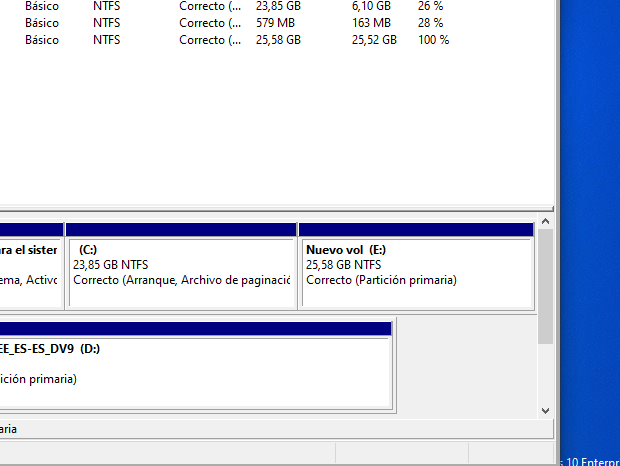 Básico NTFS Correcto (... 23,85 GB 6,10 GB 26 %
Básico NTFS Correcto (... 579 MB 163 MB 28 %
Básico NTFS Correcto (... 25,58 GB 25,52 GB 100 %
ra el sister
(C:)
Nuevo vol (E:)
23,85 GB NTFS
25,58 GB NTFS
ema, Activo
Correcto (Arranque, Archivo de paginació
Correcto (Partición primaria)
EE_ES-ES_DV9 (D:)
ición primaria)
aria
10 Enterpr